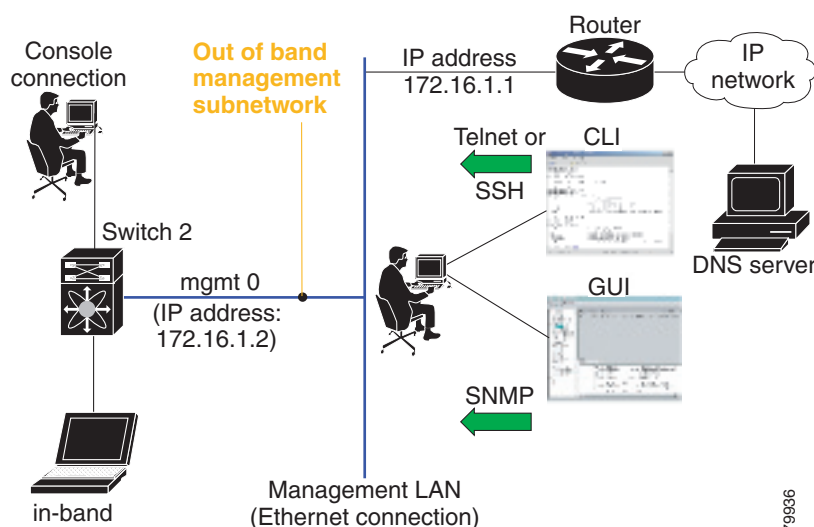 Console
connection
Out of band
management
subnetwork
IP address
172.16.1.1
Router
IP
network
Telnet or
SSH
CLI
Switch 2
DNS server
mgmt 0
(IP address:
172.16.1.2)
GUI
SNMP
in-band
Management LAN
(Ethernet connection)
79936